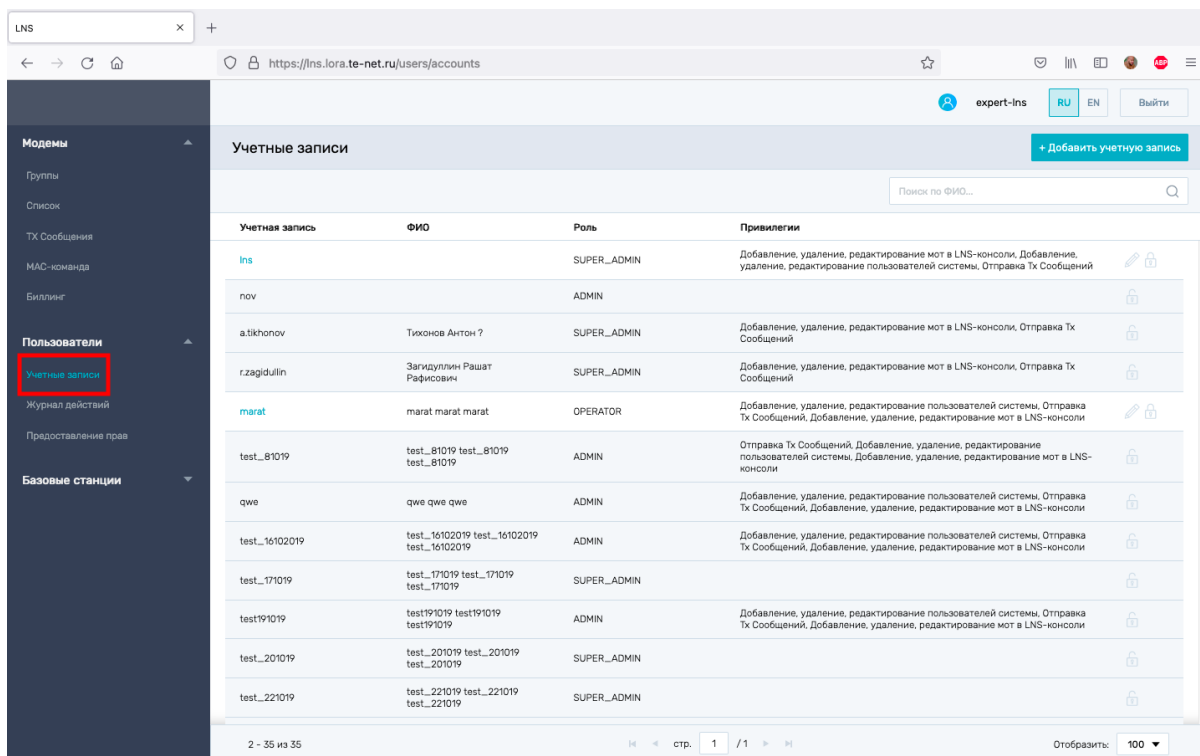 LNS
https://lns.lora.te-net.ru/users/accounts
ABP
expert-lns
RU
EN
Выйти
Модемы
Группы
Список
TX Сообщения
MAC-команда
Биллинг
Пользователи
Учетные записи
Журнал действий
Предоставление прав
Базовые станции
Учетные записи
+ Добавить учетную запись
Поиск по ФИО...
Учетная запись ФИО Роль Привилегии
lns SUPER_ADMIN Добавление, удаление, редактирование мот в LNS-консоли, Добавление,
удаление, редактирование пользователей системы, Отправка Tx Сообщений
nov ADMIN
a.tikhonov Тихонов Антон ? SUPER_ADMIN Добавление, удаление, редактирование мот в LNS-консоли, Отправка Tx
Сообщений
r.zagidullin Загидуллин Рашат SUPER_ADMIN Добавление, удаление, редактирование мот в LNS-консоли, Отправка Tx
Рафисович Сообщений
marat marat marat marat OPERATOR Добавление, удаление, редактирование пользователей системы, Отправка
Tx Сообщений, Добавление, удаление, редактирование мот в LNS-консоли
test_81019 test_81019 test_81019 ADMIN Отправка Tx Сообщений, Добавление, удаление, редактирование
test_81019 пользователей системы, Добавление, удаление, редактирование мот в LNS-
консоли
qwe qwe qwe qwe ADMIN Добавление, удаление, редактирование пользователей системы, Отправка
Tx Сообщений, Добавление, удаление, редактирование мот в LNS-консоли
test_16102019 test_16102019 test_16102019 ADMIN Добавление, удаление, редактирование пользователей системы, Отправка
test_16102019 Tx Сообщений, Добавление, удаление, редактирование мот в LNS-консоли
test_171019 test_171019 test_171019 SUPER_ADMIN
test_171019
test191019 test191019 test191019 ADMIN Добавление, удаление, редактирование пользователей системы, Отправка
test191019 Tx Сообщений, Добавление, удаление, редактирование мот в LNS-консоли
test_201019 test_201019 test_201019 SUPER_ADMIN
test_201019
test_221019 test_221019 test_221019 SUPER_ADMIN
test_221019
2 - 35 из 35 стр. 1 / 1 Отобразить: 100